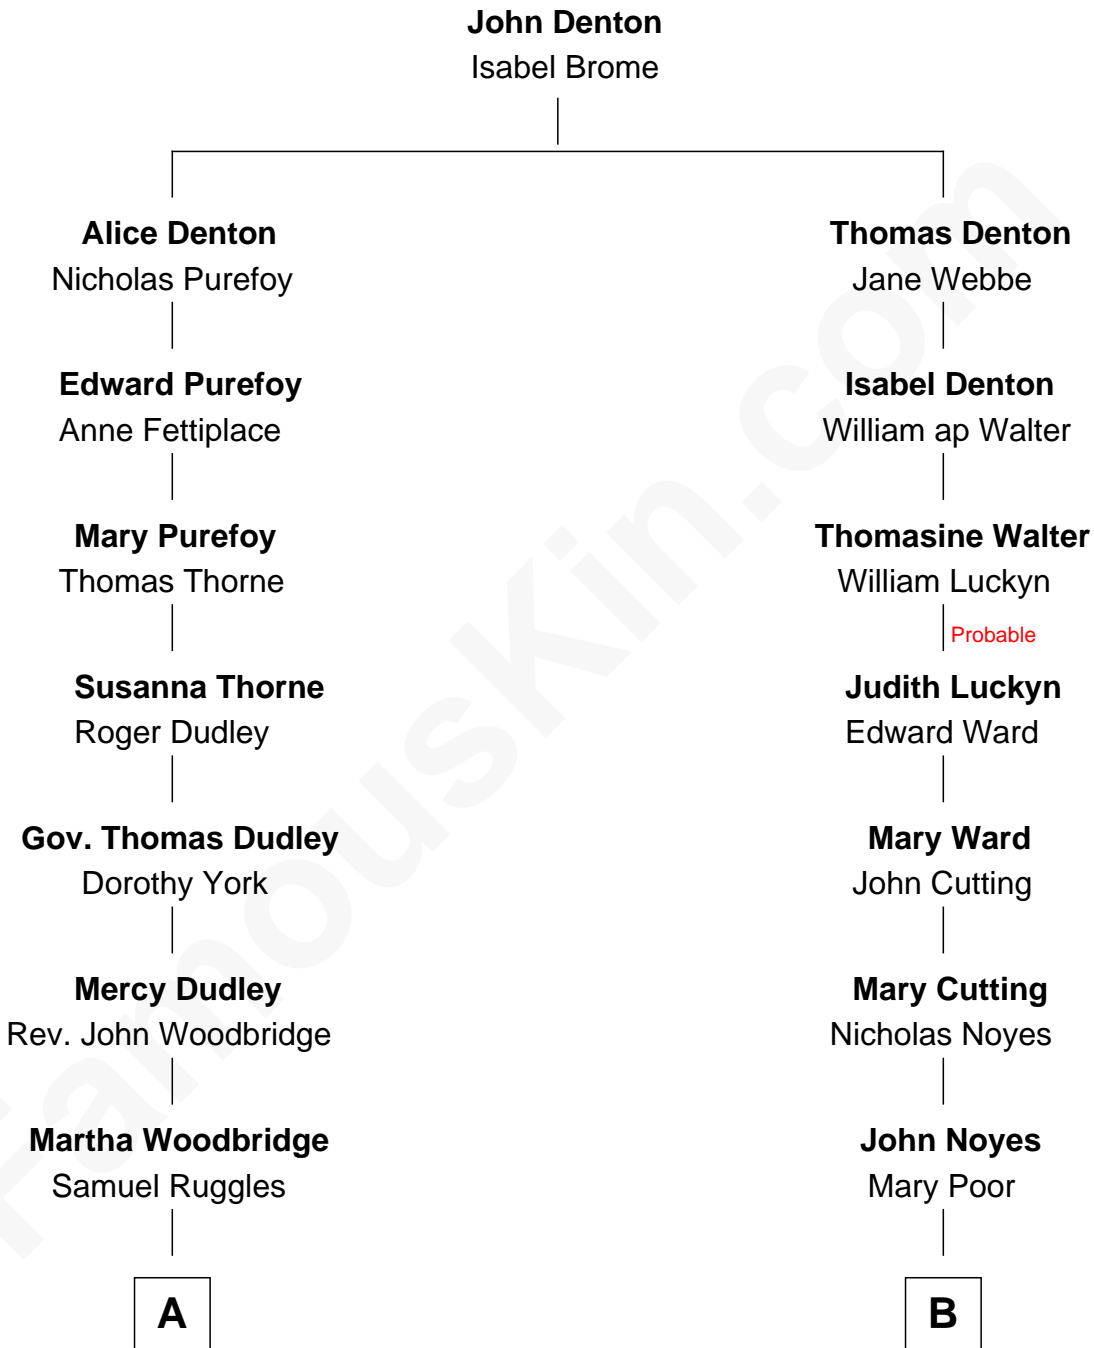 John Denton
Isabel Brome
Alice Denton
Nicholas Purefoy
Thomas Denton
Jane Webbe
Edward Purefoy
Anne Fettiplace
Isabel Denton
William ap Walter
Mary Purefoy
Thomas Thorne
Thomasine Walter
William Luckyn
Probable
Susanna Thorne
Roger Dudley
Judith Luckyn
Edward Ward
Gov. Thomas Dudley
Dorothy York
Mary Ward
John Cutting
Mercy Dudley
Rev. John Woodbridge
Mary Cutting
Nicholas Noyes
Martha Woodbridge
Samuel Ruggles
John Noyes
Mary Poor
A
B
FamousKin.com